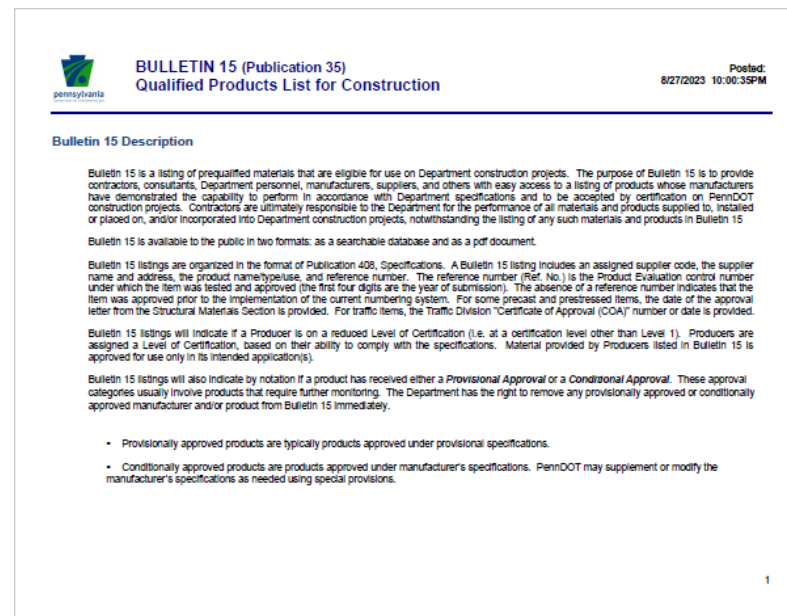 BULLETIN 15 (Publication 35)
Qualified Products List for Construction
Posted:
8/27/2023 10:00:35PM
pennsylvania
Bulletin 15 Description
Bulletin 15 is a listing of prequalified materials that are eligible for use on Department construction projects. The purpose of Bulletin 15 is to provide
contractors, consultants, Department personnel, manufacturers, suppliers, and others with easy access to a listing of products whose manufacturers
have demonstrated the capability to perform in accordance with Department specifications and to be accepted by certification on PennDOT
construction projects. Contractors are ultimately responsible to the Department for the performance of all materials and products supplied to, installed
or placed on, and/or incorporated into Department construction projects, notwithstanding the listing of any such materials and products in Bulletin 15
Bulletin 15 is available to the public in two formats: as a searchable database and as a pdf document.
Bulletin 15 listings are organized in the format of Publication 408, Specifications. A Bulletin 15 listing includes an assigned supplier code, the supplier
name and address, the product name/type/use, and reference number. The reference number (Ref. No.) is the Product Evaluation control number
under which the item was tested and approved (the first four digits are the year of submission). The absence of a reference number indicates that the
item was approved prior to the implementation of the current numbering system. For some precast and prestressed items, the date of the approval
letter from the Structural Materials Section is provided. For traffic items, the Traffic Division "Certificate of Approval (COA)" number or date is provided.
Bulletin 15 listings will indicate if a Producer is on a reduced Level of Certification (i.e. at a certification level other than Level 1). Producers are
assigned a Level of Certification, based on their ability to comply with the specifications. Material provided by Producers listed in Bulletin 15 is
approved for use only in its intended application(s).
Bulletin 15 listings will also indicate by notation if a product has received either a Provisional Approval or a Conditional Approval. These approval
categories usually involve products that require further monitoring. The Department has the right to remove any provisionally approved or conditionally
approved manufacturer and/or product from Bulletin 15 immediately.
• Provisionally approved products are typically products approved under provisional specifications.
• Conditionally approved products are products approved under manufacturer's specifications. PennDOT may supplement or modify the
manufacturer's specifications as needed using special provisions.
1